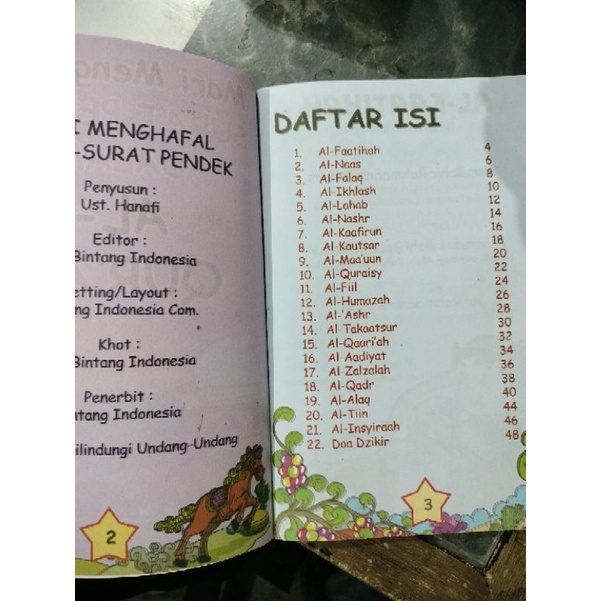 I MENGHAFAL
-SURAT PENDEK
Penyusun :
Ust. Hanafi
Editor :
Bintang Indonesia
etting/Layout :
ng Indonesia Com.
Khot :
Bintang Indonesia
Penerbit :
ntang Indonesia
ilindungi Undang-Undang
2
DAFTAR ISI
1. Al-Faatihah 4
2. Al-Naas 6
3. Al-Falaq 8
4. Al-Ikhlash 10
5. Al-Lahab 12
6. Al-Nashr 14
7. Al-Kaafirun 16
8. Al-Kautsar 18
9. Al-Maa'uun 20
10. Al-Quraisy 22
11. Al-Fiil 24
12. Al-Humazah 26
13. Al-'Ashr 28
14. Al-Takaatsur 30
15. Al-Qaari'ah 32
16. Al-Aadiyat 34
17. Al-Zalzalah 36
18. Al-Qadr 38
19. Al-Alaq 40
20. Al-Tiin 44
21. Al-Insyiraah 46
22. Doa Dzikir 48
3